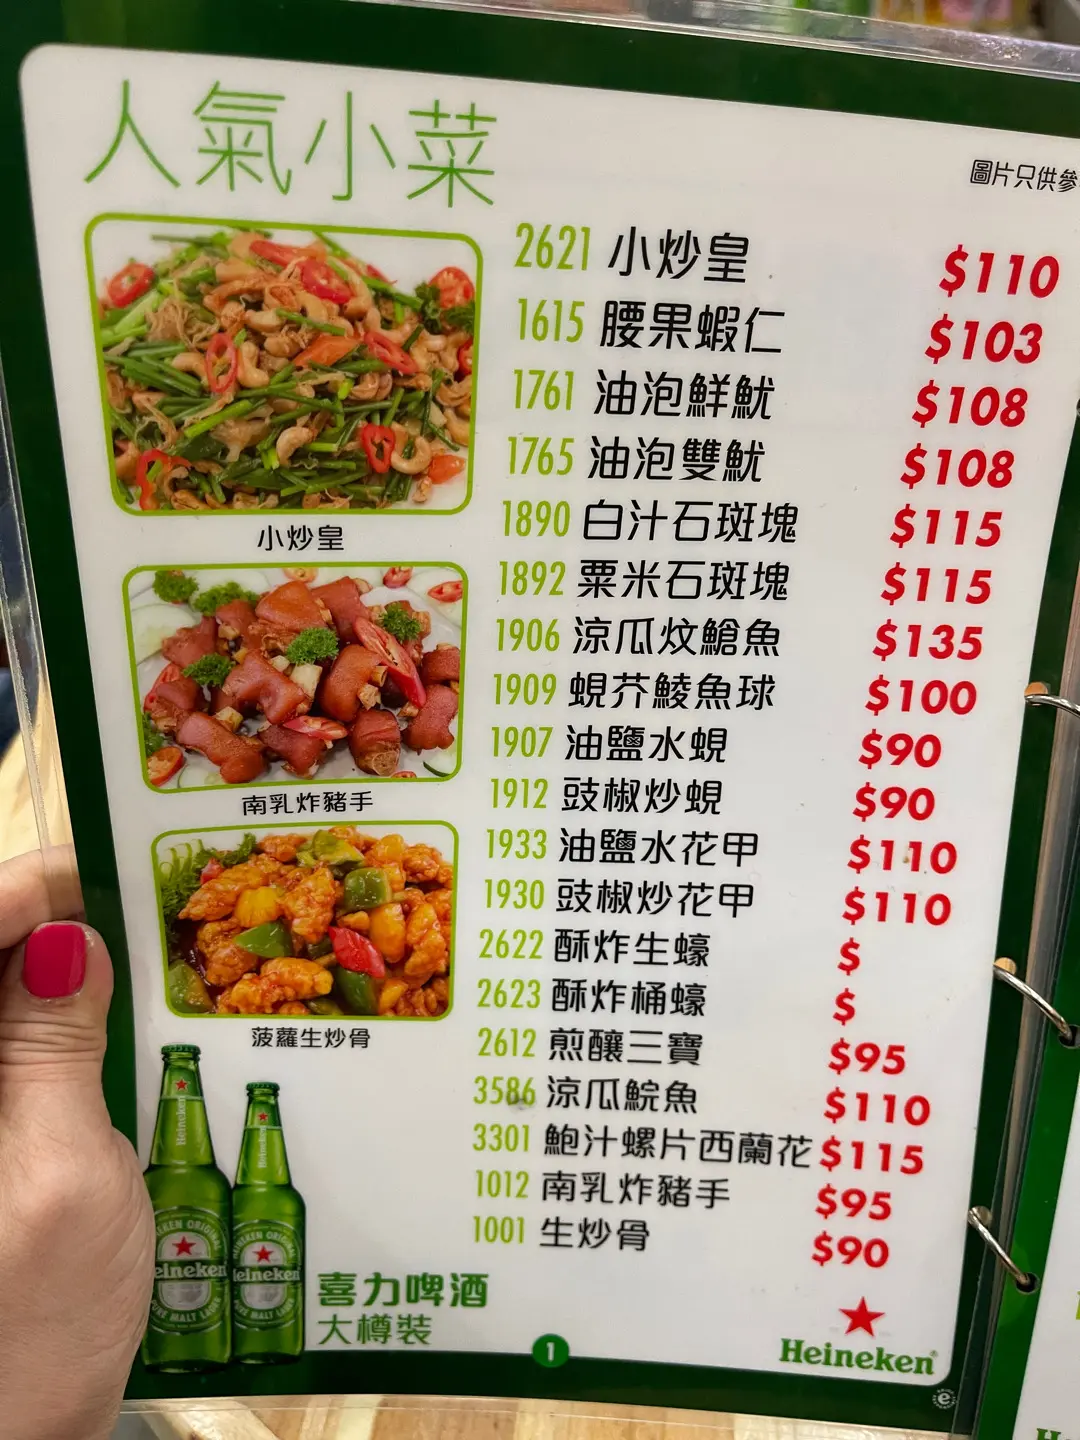 人氣小菜
圖片只供參
2621 小炒皇 $110
1615 腰果蝦仁 $103
1761 油泡鮮魷 $108
1765 油泡雙魷 $108
1890 白汁石斑塊 $115
1892 粟米石斑塊 $115
1906 涼瓜炆鎗魚 $135
1909 蜆芥鯪魚球 $100
1907 油鹽水蜆 $90
1912 豉椒炒蜆 $90
1933 油鹽水花甲 $110
1930 豉椒炒花甲 $110
2622 酥炸生蠔 $
2623 酥炸桶蠔 $
2612 煎釀三寶 $95
3586 涼瓜鯇魚 $110
3301 鮑汁螺片西蘭花 $115
1012 南乳炸豬手 $95
1001 生炒骨 $90
小炒皇
南乳炸豬手
菠蘿生炒骨
喜力啤酒
大樽裝
1
Heineken